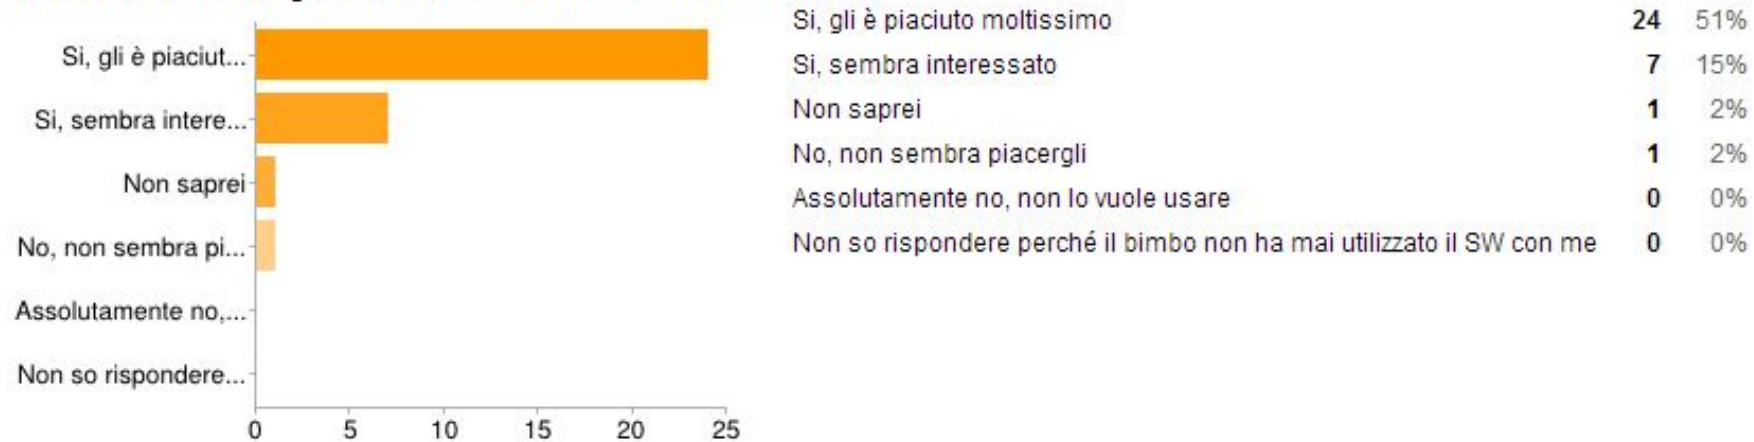 Si, gli è piaciut...
Si, sembra intere...
Non saprei
No, non sembra pi...
Assolutamente no,...
Non so rispondere...
0 5 10 15 20 25
Si, gli è piaciuto moltissimo 24 51%
Si, sembra interessato 7 15%
Non saprei 1 2%
No, non sembra piacergli 1 2%
Assolutamente no, non lo vuole usare 0 0%
Non so rispondere perché il bimbo non ha mai utilizzato il SW con me 0 0%